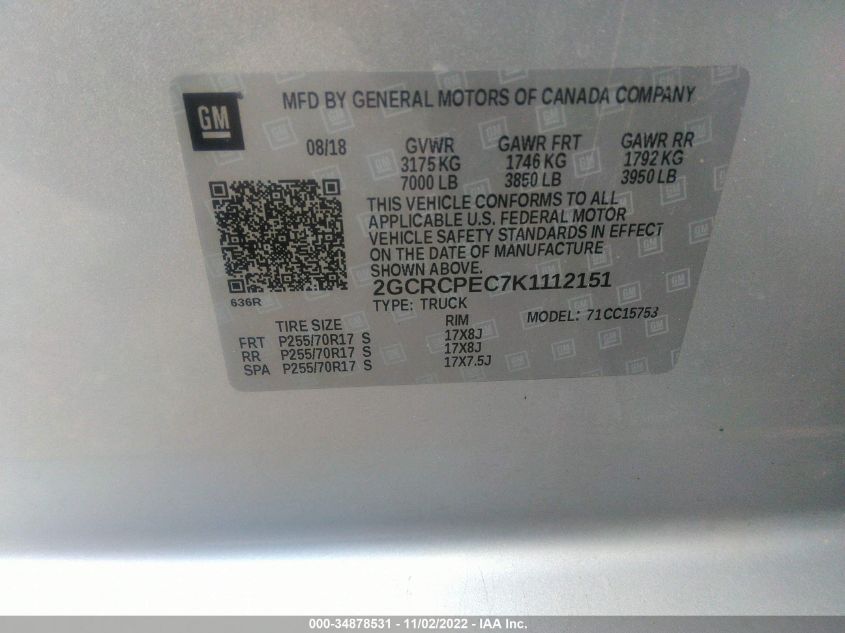 GM
MFD BY GENERAL MOTORS OF CANADA COMPANY
08/18 GVWR GAWR FRT GAWR RR
3175 KG 1746 KG 1792 KG
7000 LB 3850 LB 3950 LB
THIS VEHICLE CONFORMS TO ALL
APPLICABLE U.S. FEDERAL MOTOR
VEHICLE SAFETY STANDARDS IN EFFECT
ON THE DATE OF MANUFACTURE
SHOWN ABOVE.
2GCRCPEC7K1112151
636R
TYPE: TRUCK
MODEL: 71CC15753
TIRE SIZE RIM
FRT P255/70R17 S 17X8J
RR P255/70R17 S 17X8J
SPA P255/70R17 S 17X7.5J
000-34878531 - 11/02/2022 - IAA Inc.